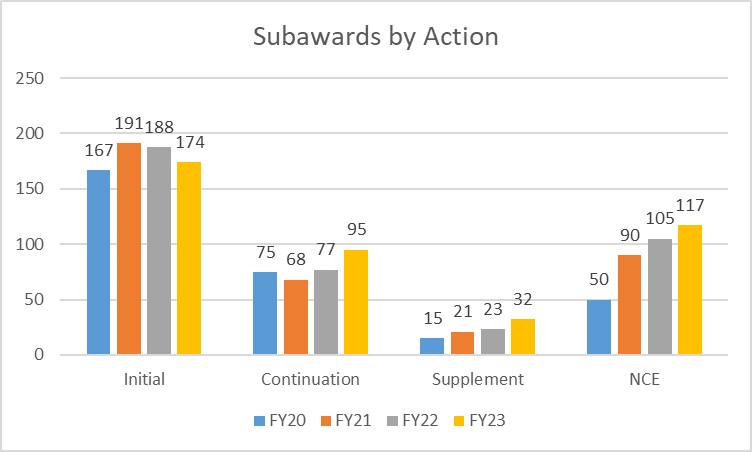 Subawards by Action
250
200
150
100
50
0
167
191
188
174
75
68
77
95
15
21
23
32
50
90
105
117
Initial
Continuation
Supplement
NCE
FY20
FY21
FY22
FY23